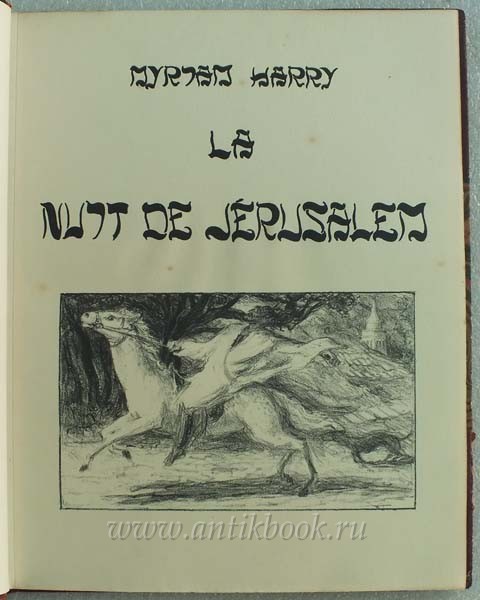 MYRIAM HARRY
LA
NUIT DE JÉRUSALEM
www.antikbook.ru